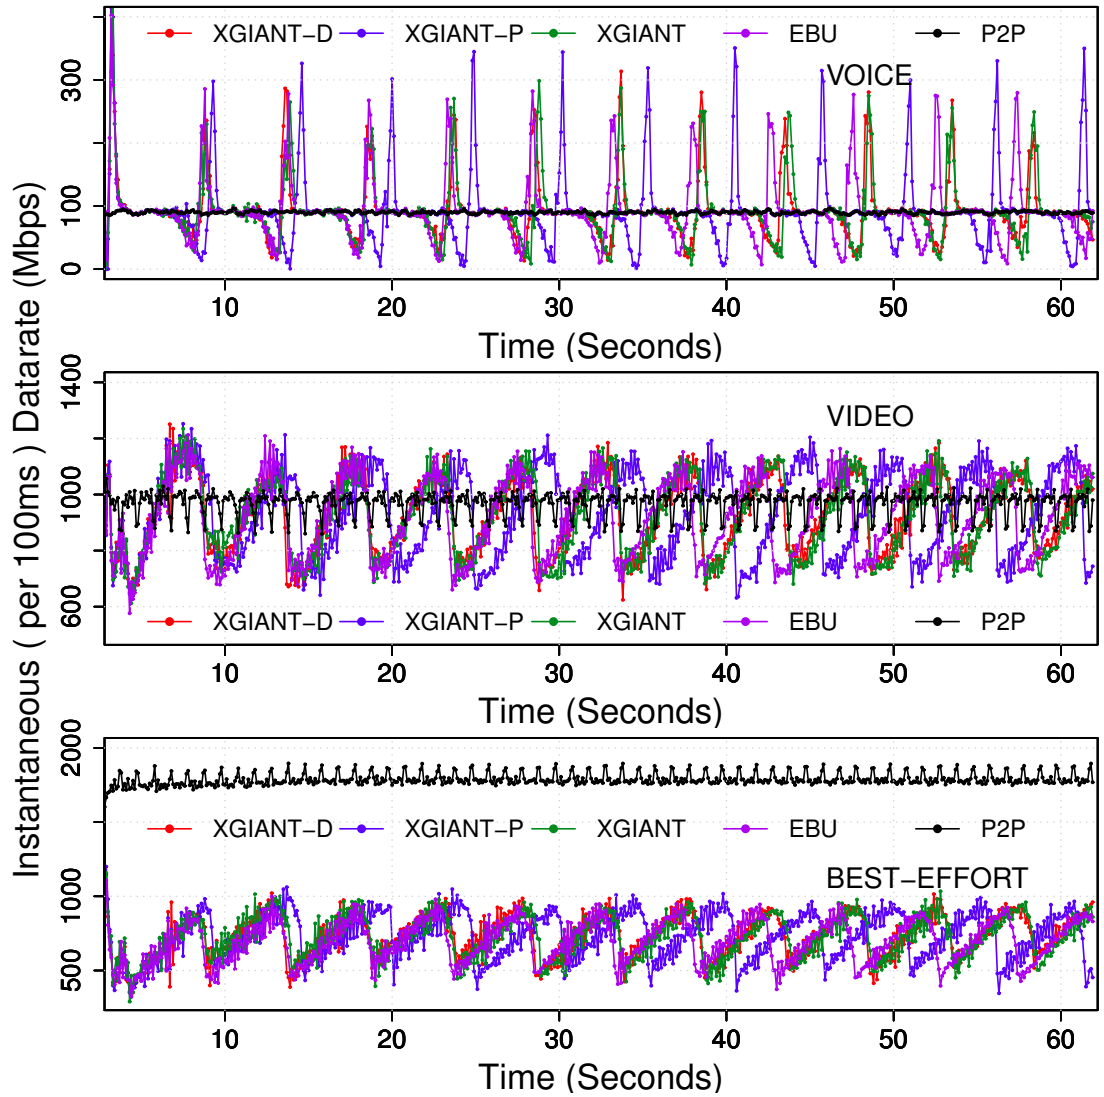 Instantaneous ( per 100ms ) Datarate (Mbps)
XGIANT−D XGIANT−P XGIANT EBU P2P
VOICE
300
100
0
10 20 30 40 50 60
Time (Seconds)
1400
VIDEO
1000
600
XGIANT−D XGIANT−P XGIANT EBU P2P
10 20 30 40 50 60
Time (Seconds)
2000
XGIANT−D XGIANT−P XGIANT EBU P2P
BEST−EFFORT
1000
500
10 20 30 40 50 60
Time (Seconds)